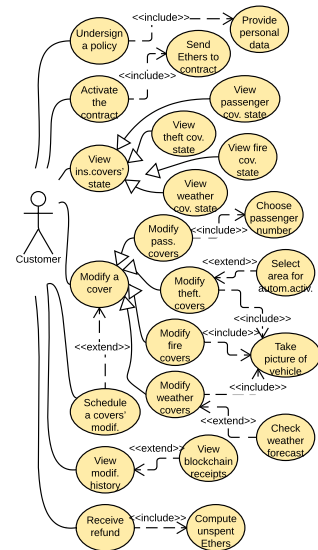 Undersign
a policy
<<include>>
Provide
personal
data
Send
Ethers to
contract
<<include>>
Activate
the
contract
View
passenger
cov. state
View
theft cov.
state
View fire
cov.
state
View
ins.covers'
state
View
weather
cov. state
Customer
Choose
passenger
number
Modify
pass.
covers
<<include>>
Modify a
cover
<<extend>>
Select
area for
autom.activ.
Modify
theft.
covers
<<include>>
Modify
fire
covers
<<include>>
Take
picture of
vehicle
<<extend>>
Modify
weather
covers
<<include>>
Schedule
a covers'
modif.
<<extend>>
Check
weather
forecast
View
modif.
history
<<extend>>
View
blockchain
receipts
Receive
refund
<<include>>
Compute
unspent
Ethers